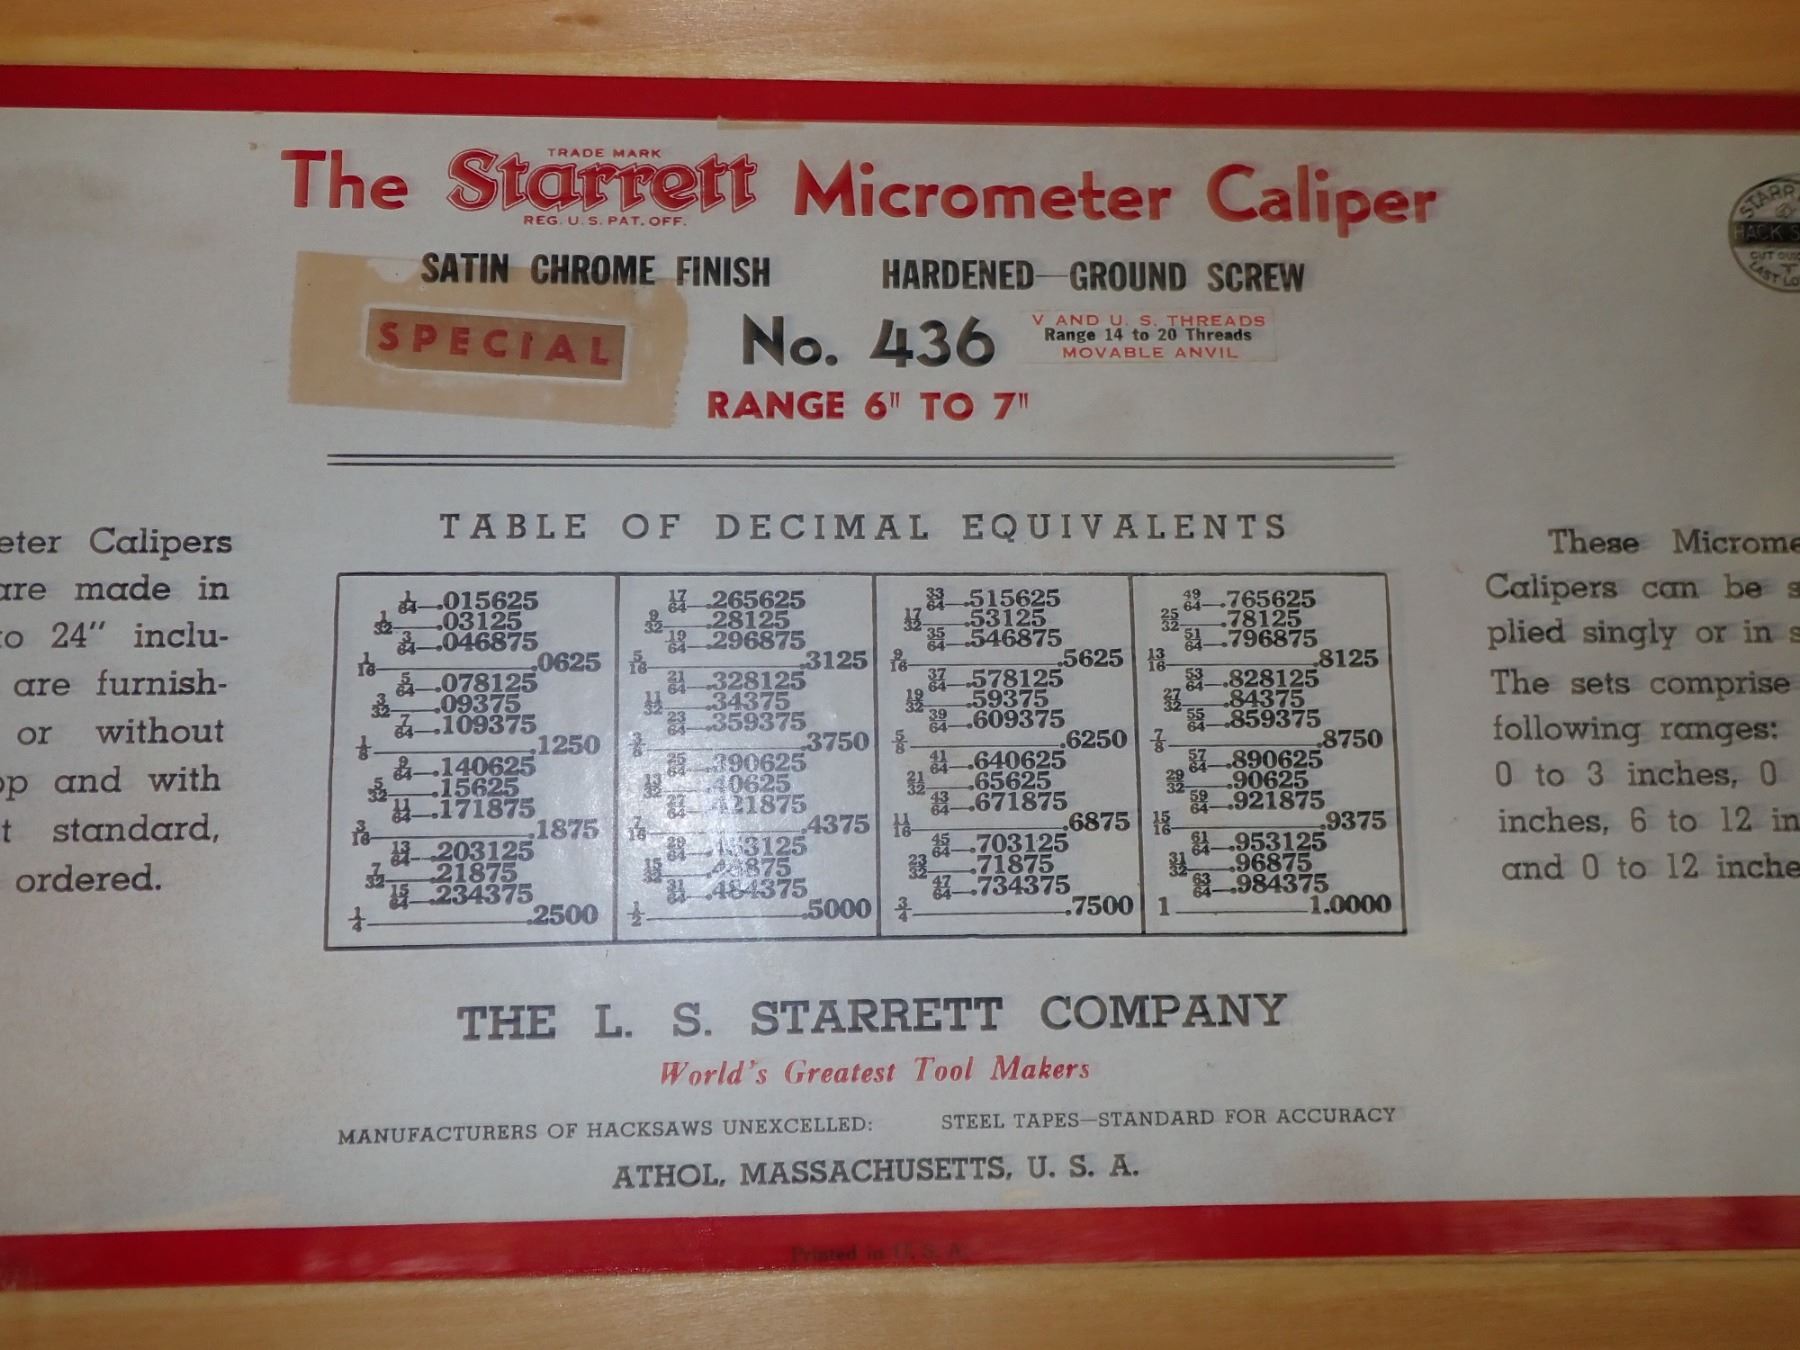 TRADE MARK
The Starrett Micrometer Caliper
REG. U. S. PAT. OFF.
SATIN CHROME FINISH HARDENED—GROUND SCREW
SPECIAL
No. 436
V AND U. S. THREADS
Range 14 to 20 Threads
MOVABLE ANVIL
RANGE 6" TO 7"
HACK
CUT
LAST
eter Calipers
are made in
to 24" inclu-
are furnish-
or without
and with
standard,
ordered.
TABLE OF DECIMAL EQUIVALENTS
1/64—.015625
1/32—.03125
3/64—.046875
1/16—.0625
5/64—.078125
3/32—.09375
7/64—.109375
1/8—.1250
9/64—.140625
5/32—.15625
11/64—.171875
3/16—.1875
13/64—.203125
7/32—.21875
15/64—.234375
1/4—.2500
17/64—.265625
9/32—.28125
19/64—.296875
5/16—.3125
21/64—.328125
11/32—.34375
23/64—.359375
3/8—.3750
25/64—.390625
13/32—.40625
27/64—.421875
7/16—.4375
29/64—.453125
15/32—.46875
31/64—.484375
1/2—.5000
33/64—.515625
17/32—.53125
35/64—.546875
9/16—.5625
37/64—.578125
19/32—.59375
39/64—.609375
5/8—.6250
41/64—.640625
21/32—.65625
43/64—.671875
11/16—.6875
45/64—.703125
23/32—.71875
47/64—.734375
3/4—.7500
49/64—.765625
25/32—.78125
51/64—.796875
13/16—.8125
53/64—.828125
27/32—.84375
55/64—.859375
7/8—.8750
57/64—.890625
29/32—.90625
59/64—.921875
15/16—.9375
61/64—.953125
31/32—.96875
63/64—.984375
1—1.0000
These Microme
Calipers can be s
plied singly or in s
The sets comprise
following ranges:
0 to 3 inches, 0
inches, 6 to 12 in
and 0 to 12 inche
THE L. S. STARRETT COMPANY
World's Greatest Tool Makers
MANUFACTURERS OF HACKSAWS UNEXCELLED: STEEL TAPES—STANDARD FOR ACCURACY
ATHOL, MASSACHUSETTS, U. S. A.
Printed in U. S. A.